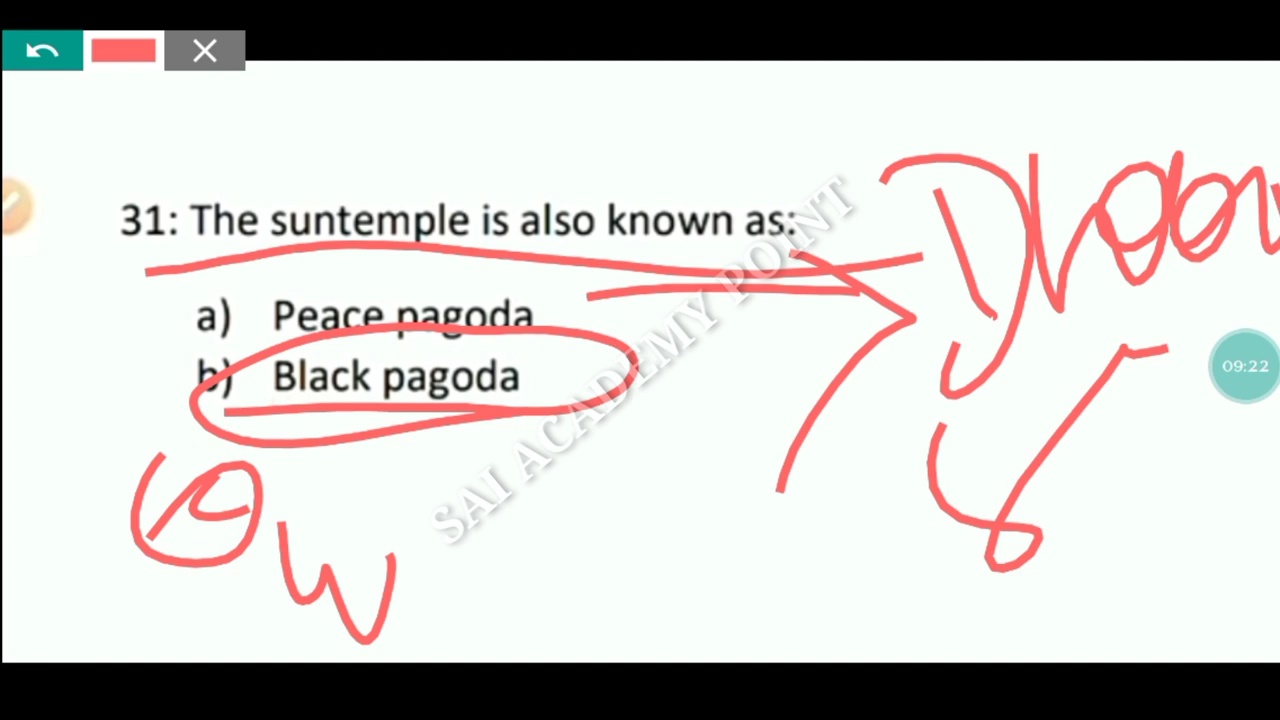 31: The suntemple is also known as:
a) Peace pagoda
b) Black pagoda
SAI ACADEMY POINT
09:22